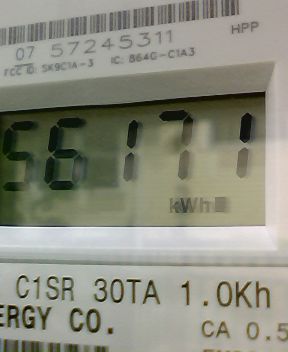 07 57245311
HPP
FCC ID: SK9C1A-3 IC: 864G-C1A3
56171
kWh
C1SR 30TA 1.0Kh
ERGY CO.
CA 0.5